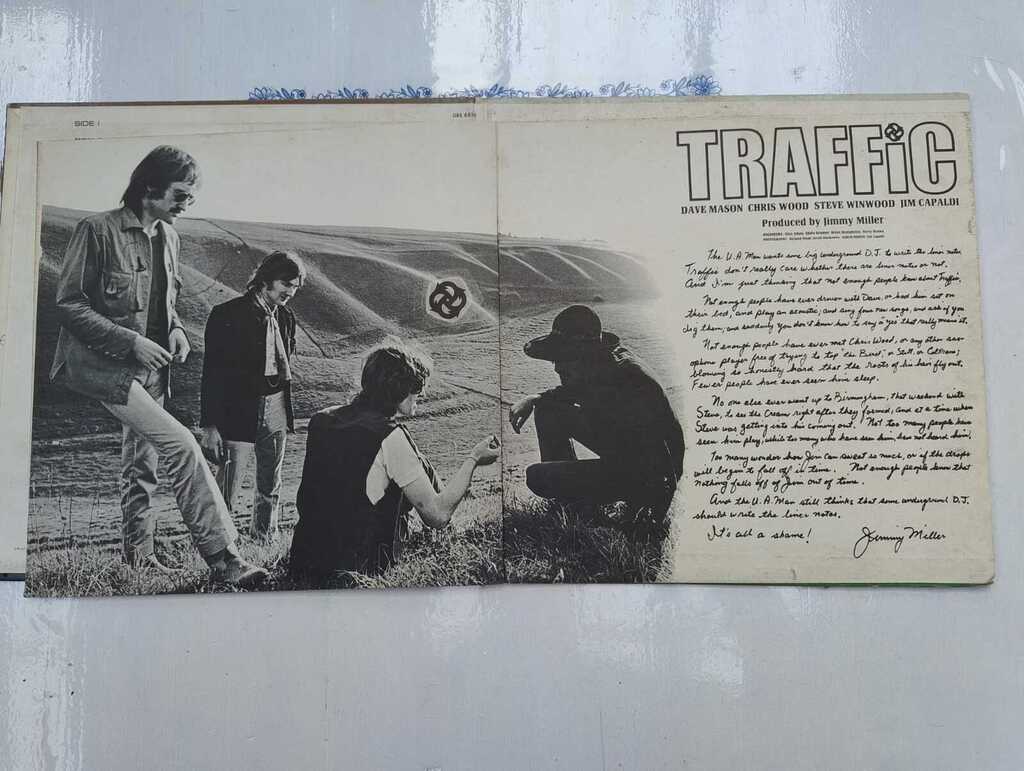 SIDE 1
TRAFFiC
DAVE MASON CHRIS WOOD STEVE WINWOOD JIM CAPALDI
Produced by Jimmy Miller
The U.A. Man wants some big underground D.J. to write the liner notes
Traffic don't really care whether there are liner notes or not.
And I'm just thinking that not enough people know about Traffic.
Not enough people have ever driven with Dave, or had him sit on
their bed, and play an acoustic, and sing four new songs, and ask if you
dig them, and suddenly you don't know how to say a "yes" that really means it.
Not enough people have ever met Chris Wood, or any other sax-
ophone player free of trying to top "the Bird", or Stitt, or Coltrane;
blowing so honestly hard that the roots of his hair fly out.
Fewer people have ever seen him sleep.
No one else ever went up to Birmingham, that weekend with
Steve, to see the Cream right after they formed, and at a time when
Steve was getting into his coming out. Not too many people have
seen him play, while too many who have seen him, have not heard him.
Too many wonder how Jim can sweat so much, or if the drops
will begin to fall off in time. Not enough people know that
nothing falls off of Jim out of time.
And the U.A. Man still thinks that some underground D.J.
should write the liner notes.
It's all a shame!
Jimmy Miller